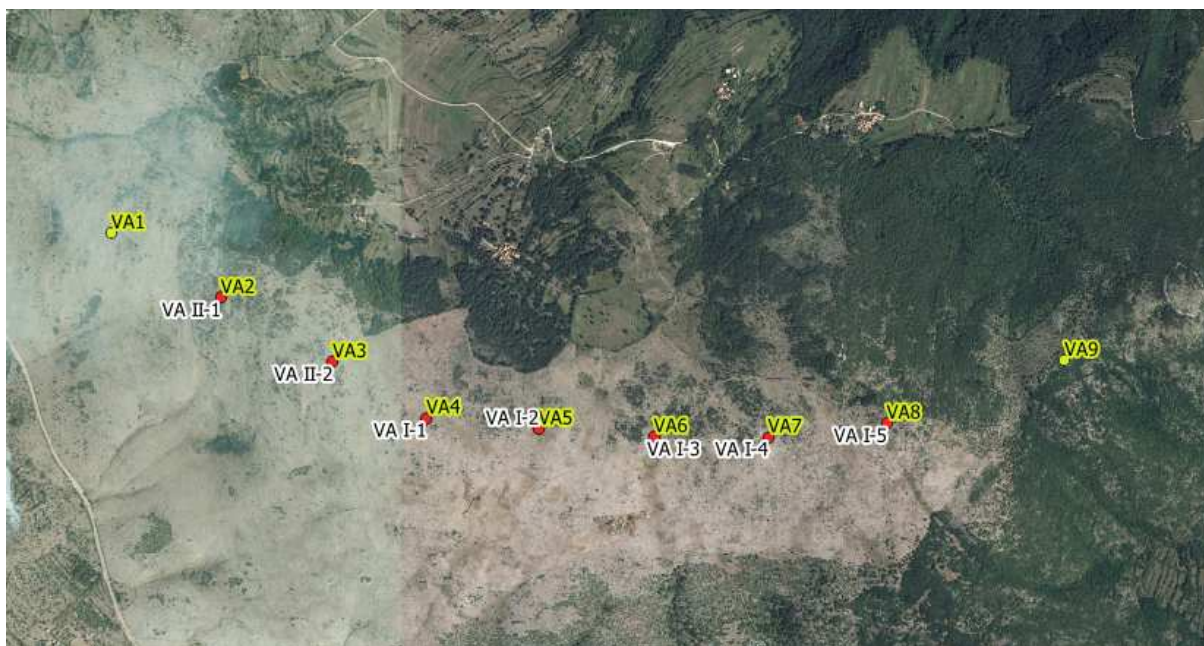 VA1
VA2
VA II-1
VA3
VA II-2
VA9
VA4
VA I-1
VA I-2 VA5
VA6
VA I-3
VA7
VA I-4
VA8
VA I-5